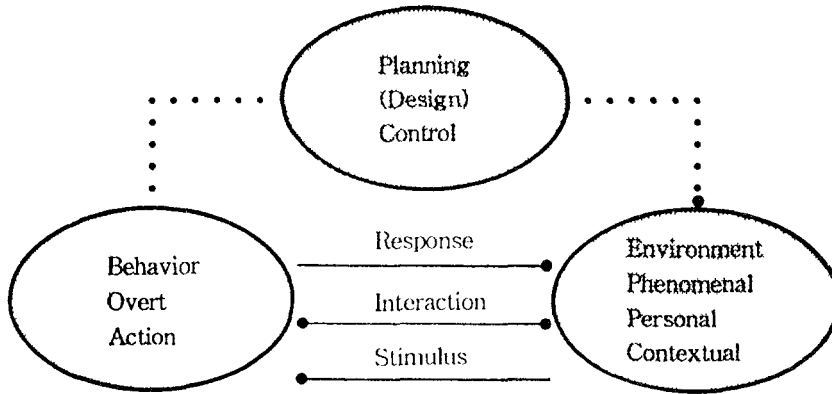 Planning
(Design)
Control
Response
Behavior
Overt
Action
Interaction
Stimulus
Environment
Phenomenal
Personal
Contextual